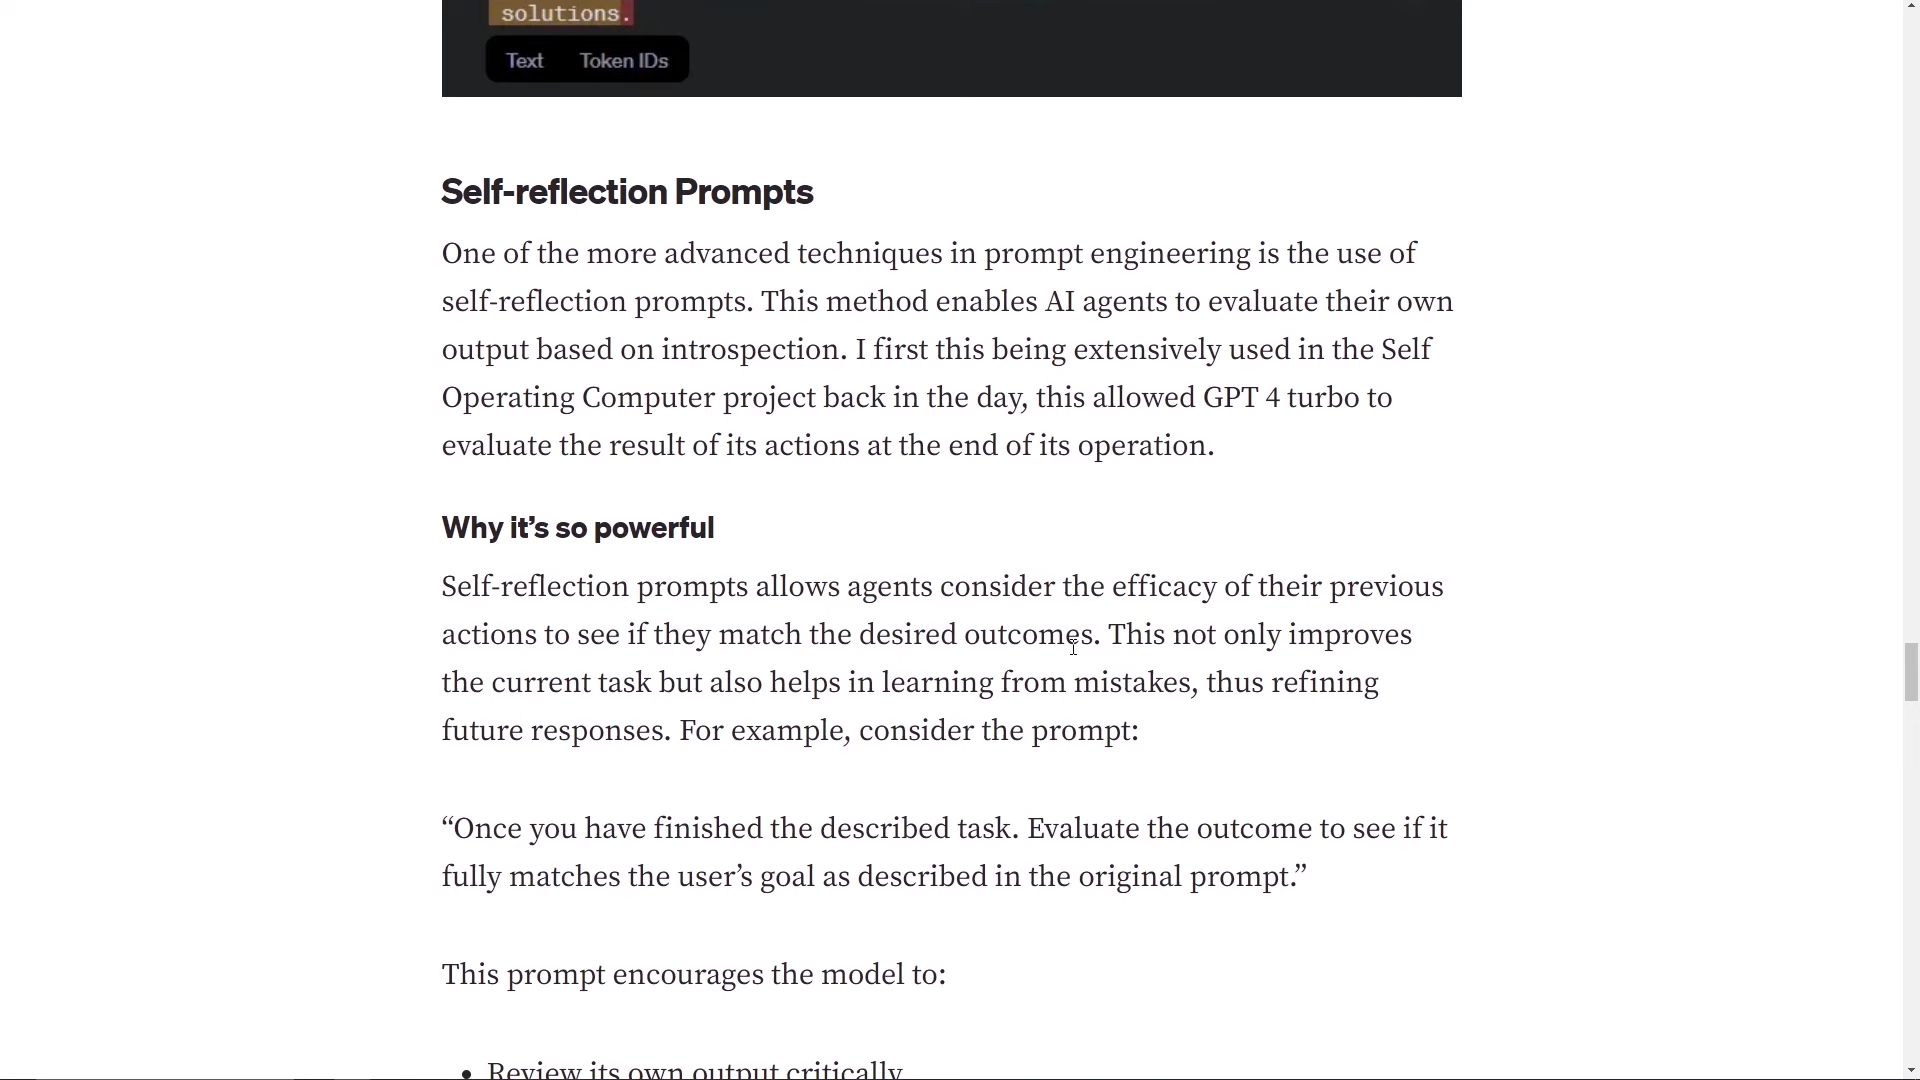 solutions.
Text Token IDs
Self-reflection Prompts
One of the more advanced techniques in prompt engineering is the use of
self-reflection prompts. This method enables AI agents to evaluate their own
output based on introspection. I first this being extensively used in the Self
Operating Computer project back in the day, this allowed GPT 4 turbo to
evaluate the result of its actions at the end of its operation.
Why it’s so powerful
Self-reflection prompts allows agents consider the efficacy of their previous
actions to see if they match the desired outcomes. This not only improves
the current task but also helps in learning from mistakes, thus refining
future responses. For example, consider the prompt:
“Once you have finished the described task. Evaluate the outcome to see if it
fully matches the user’s goal as described in the original prompt.”
This prompt encourages the model to:
• Review its own output critically